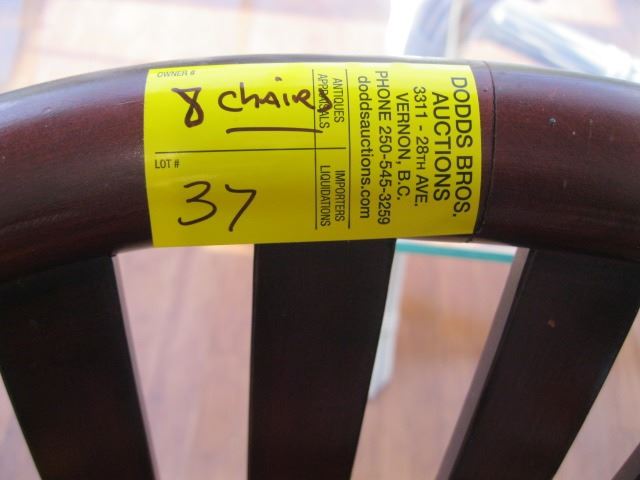 OWNER #
8 chairs
LOT #
37
ANTIQUES
APPRAISALS
IMPORTERS
LIQUIDATIONS
DODDS BROS.
AUCTIONS
3311 - 28TH AVE.
VERNON, B.C.
PHONE 250-545-3259
doddsauctions.com